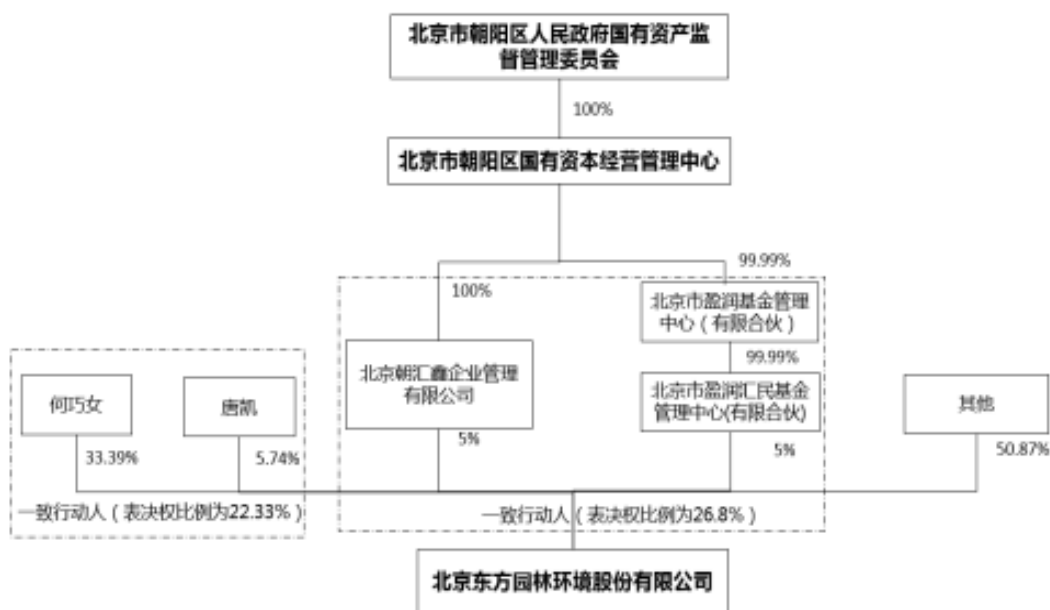 北京市朝阳区人民政府国有资产监
督管理委员会
100%
北京市朝阳区国有资本经营管理中心
99.99%
100%
北京市盈润基金管理
中心（有限合伙）
99.99%
北京朝汇鑫企业管理
有限公司
北京市盈润汇民基金
管理中心(有限合伙)
何巧女
唐凯
其他
33.39%
5.74%
5%
5%
50.87%
一致行动人（表决权比例为22.33%）
一致行动人（表决权比例为26.8%）
北京东方园林环境股份有限公司